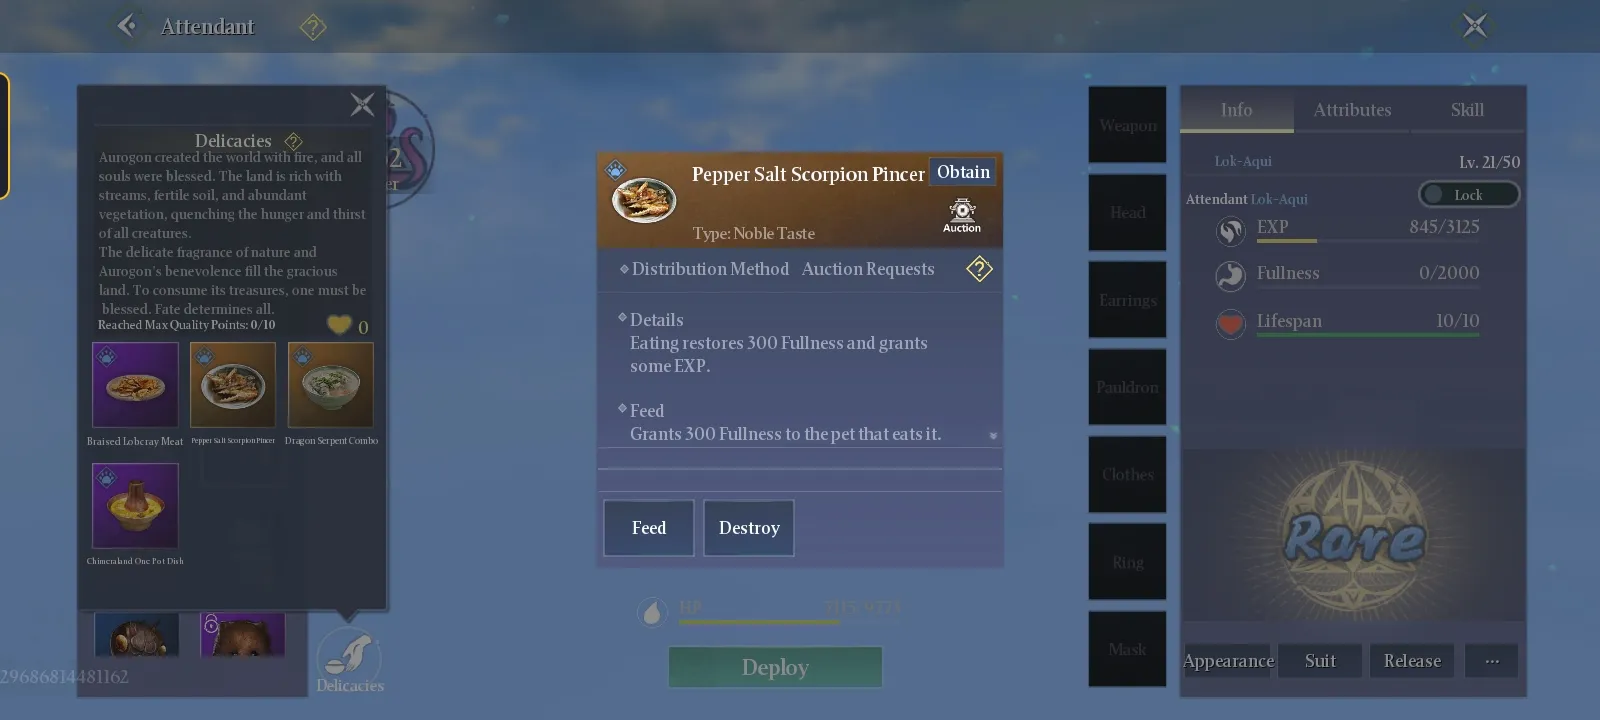 Attendant
Delicacies
Aurogon created the world with fire, and all
souls were blessed. The land is rich with
streams, fertile soil, and abundant
vegetation, quenching the hunger and thirst
of all creatures.
The delicate fragrance of nature and
Aurogon's benevolence fill the gracious
land. To consume its treasures, one must be
blessed. Fate determines all.
Reached Max Quality Points: 0/10
0
Braised Lobcray Meat
Pepper Salt Scorpion Pincer
Dragon Serpent Combo
Chimeraland One Pot Dish
29686814481162
Delicacies
Pepper Salt Scorpion Pincer
Obtain
Auction
Type: Noble Taste
Distribution Method Auction Requests
Details
Eating restores 300 Fullness and grants
some EXP.
Feed
Grants 300 Fullness to the pet that eats it.
Feed
Destroy
HP
Deploy
Weapon
Head
Earrings
Pauldron
Clothes
Ring
Mask
Info
Attributes
Skill
Lok-Aqui
Lv. 21/50
Attendant Lok-Aqui
Lock
EXP 845/3125
Fullness 0/2000
Lifespan 10/10
Rare
Appearance
Suit
Release
...